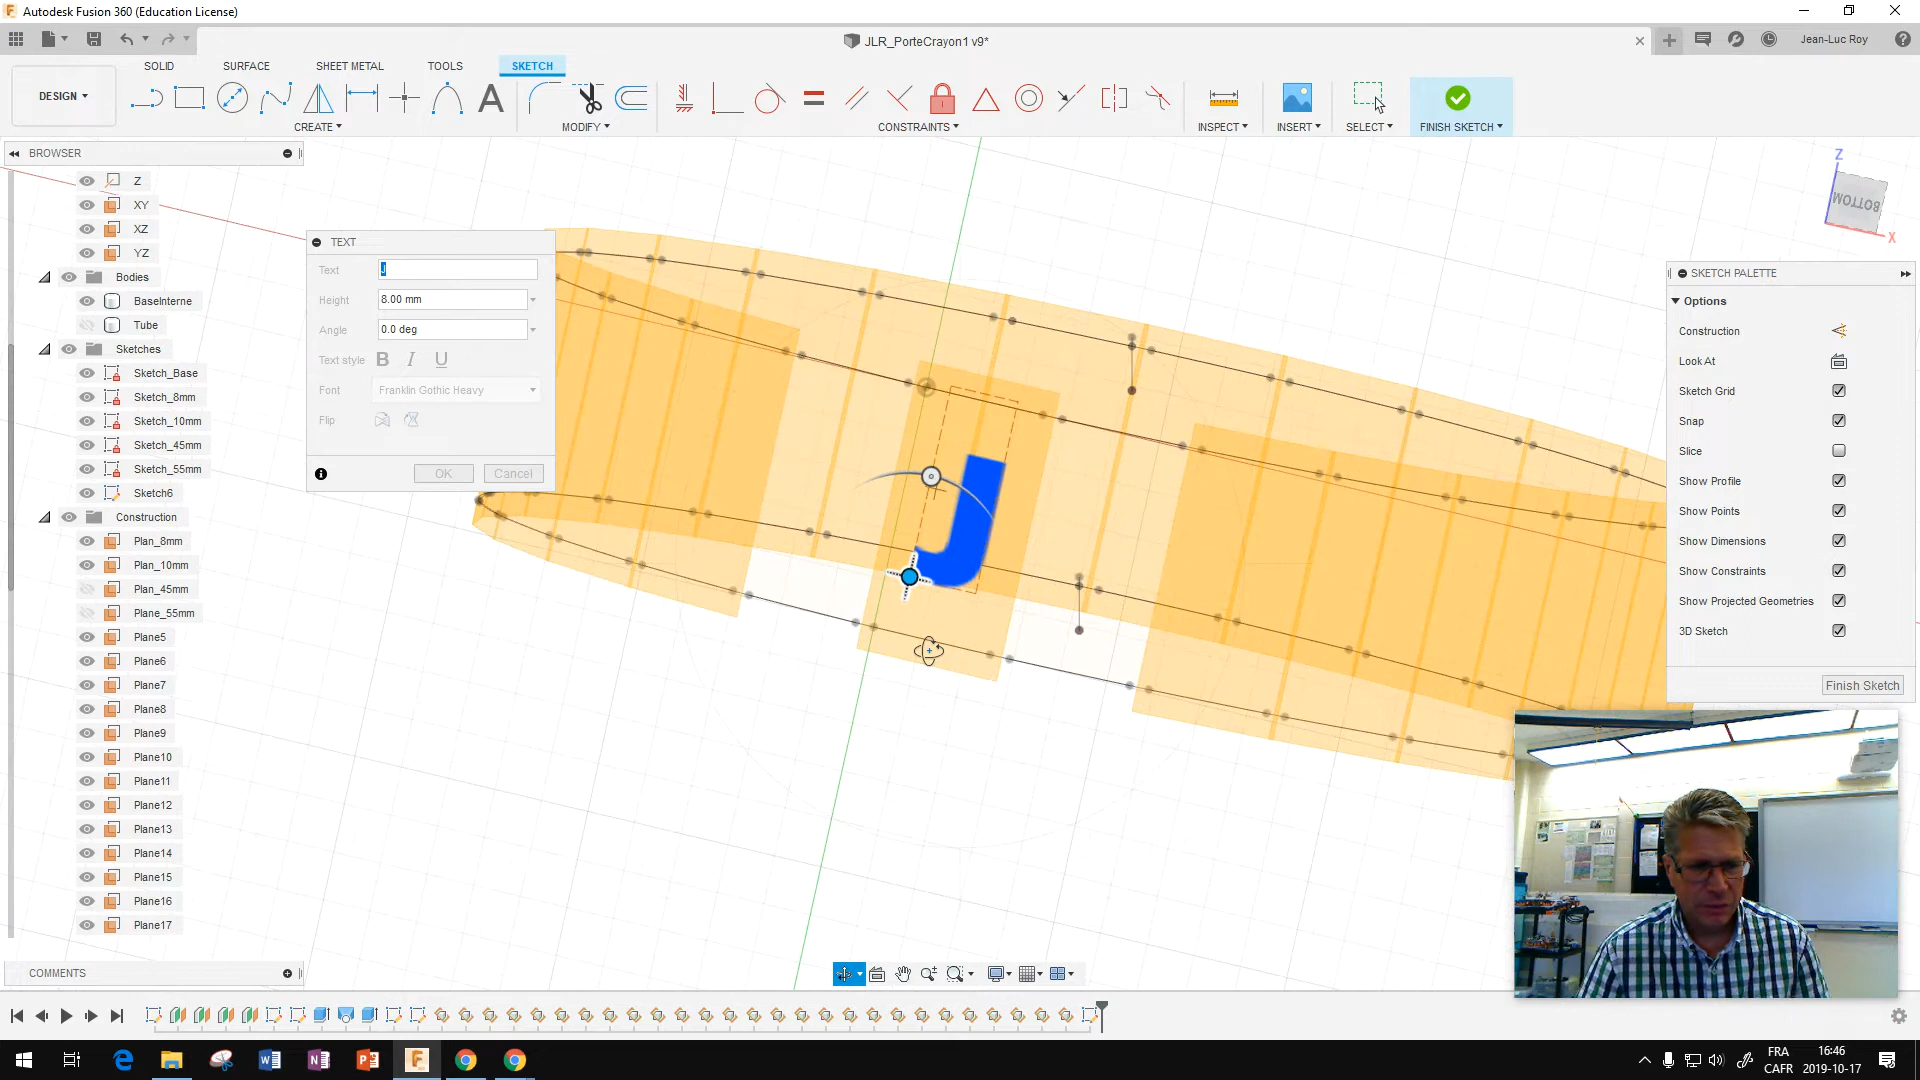 Autodesk Fusion 360 (Education License)
JLR_PorteCrayon1 v9*
Jean-Luc Roy
SOLID
SURFACE
SHEET METAL
TOOLS
SKETCH
DESIGN
CREATE
MODIFY
CONSTRAINTS
INSPECT
INSERT
SELECT
FINISH SKETCH
BROWSER
Z
XY
XZ
YZ
Bodies
BaseInterne
Tube
Sketches
Sketch_Base
Sketch_8mm
Sketch_10mm
Sketch_45mm
Sketch_55mm
Sketch6
Construction
Plan_8mm
Plan_10mm
Plan_45mm
Plane_55mm
Plane5
Plane6
Plane7
Plane8
Plane9
Plane10
Plane11
Plane12
Plane13
Plane14
Plane15
Plane16
Plane17
COMMENTS
TEXT
Text J
Height 8.00 mm
Angle 0.0 deg
Text style B I U
Font Franklin Gothic Heavy
Flip
OK Cancel
J
Z
BOTTOM
X
SKETCH PALETTE
Options
Construction
Look At
Sketch Grid
Snap
Slice
Show Profile
Show Points
Show Dimensions
Show Constraints
Show Projected Geometries
3D Sketch
Finish Sketch
FRA
CAFR
16:46
2019-10-17